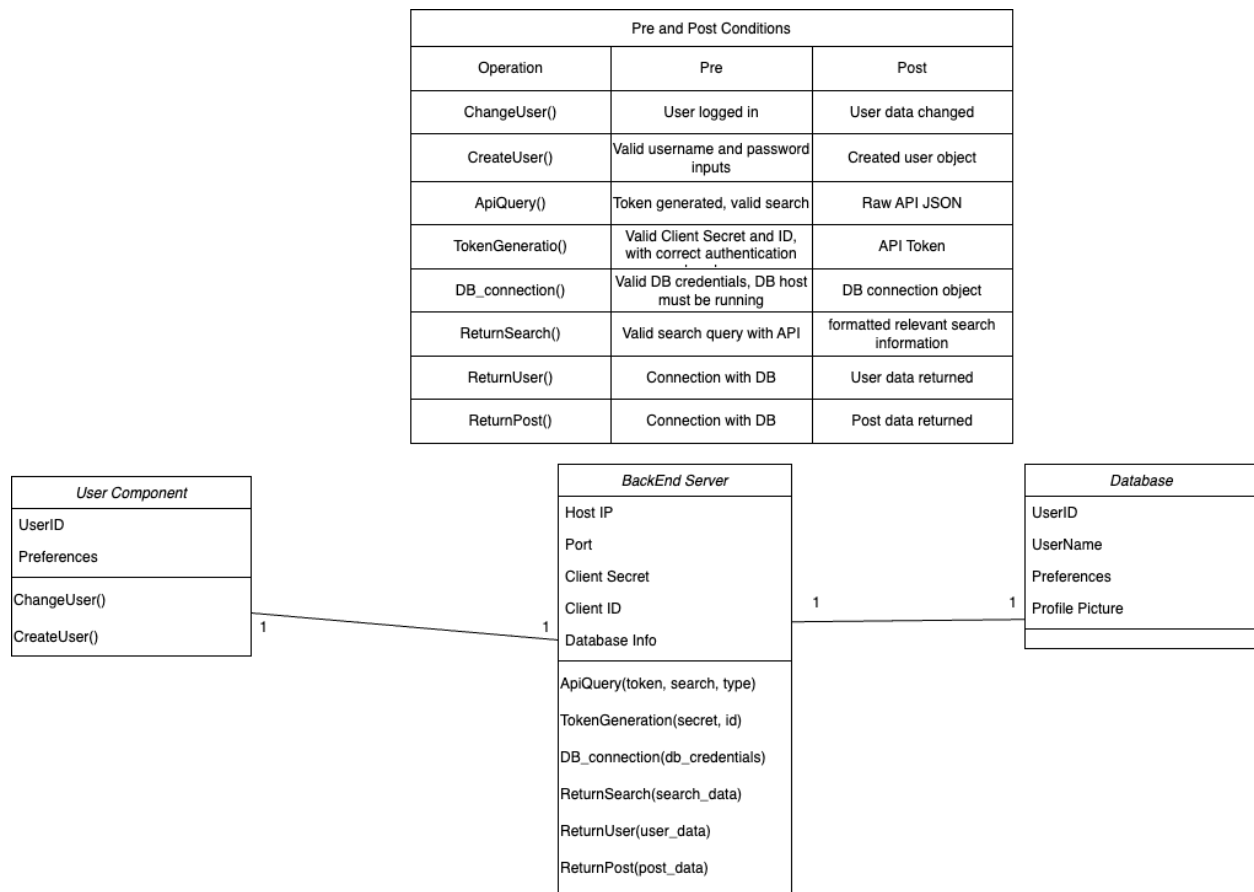 Pre and Post Conditions
Operation Pre Post
ChangeUser() User logged in User data changed
CreateUser() Valid username and password
inputs Created user object
ApiQuery() Token generated, valid search Raw API JSON
TokenGeneratio() Valid Client Secret and ID,
with correct authentication API Token
DB_connection() Valid DB credentials, DB host
must be running DB connection object
ReturnSearch() Valid search query with API formatted relevant search
information
ReturnUser() Connection with DB User data returned
ReturnPost() Connection with DB Post data returned
User Component
UserID
Preferences
ChangeUser()
CreateUser()
1
1
BackEnd Server
Host IP
Port
Client Secret
Client ID
Database Info
ApiQuery(token, search, type)
TokenGeneration(secret, id)
DB_connection(db_credentials)
ReturnSearch(search_data)
ReturnUser(user_data)
ReturnPost(post_data)
1
1
Database
UserID
UserName
Preferences
Profile Picture